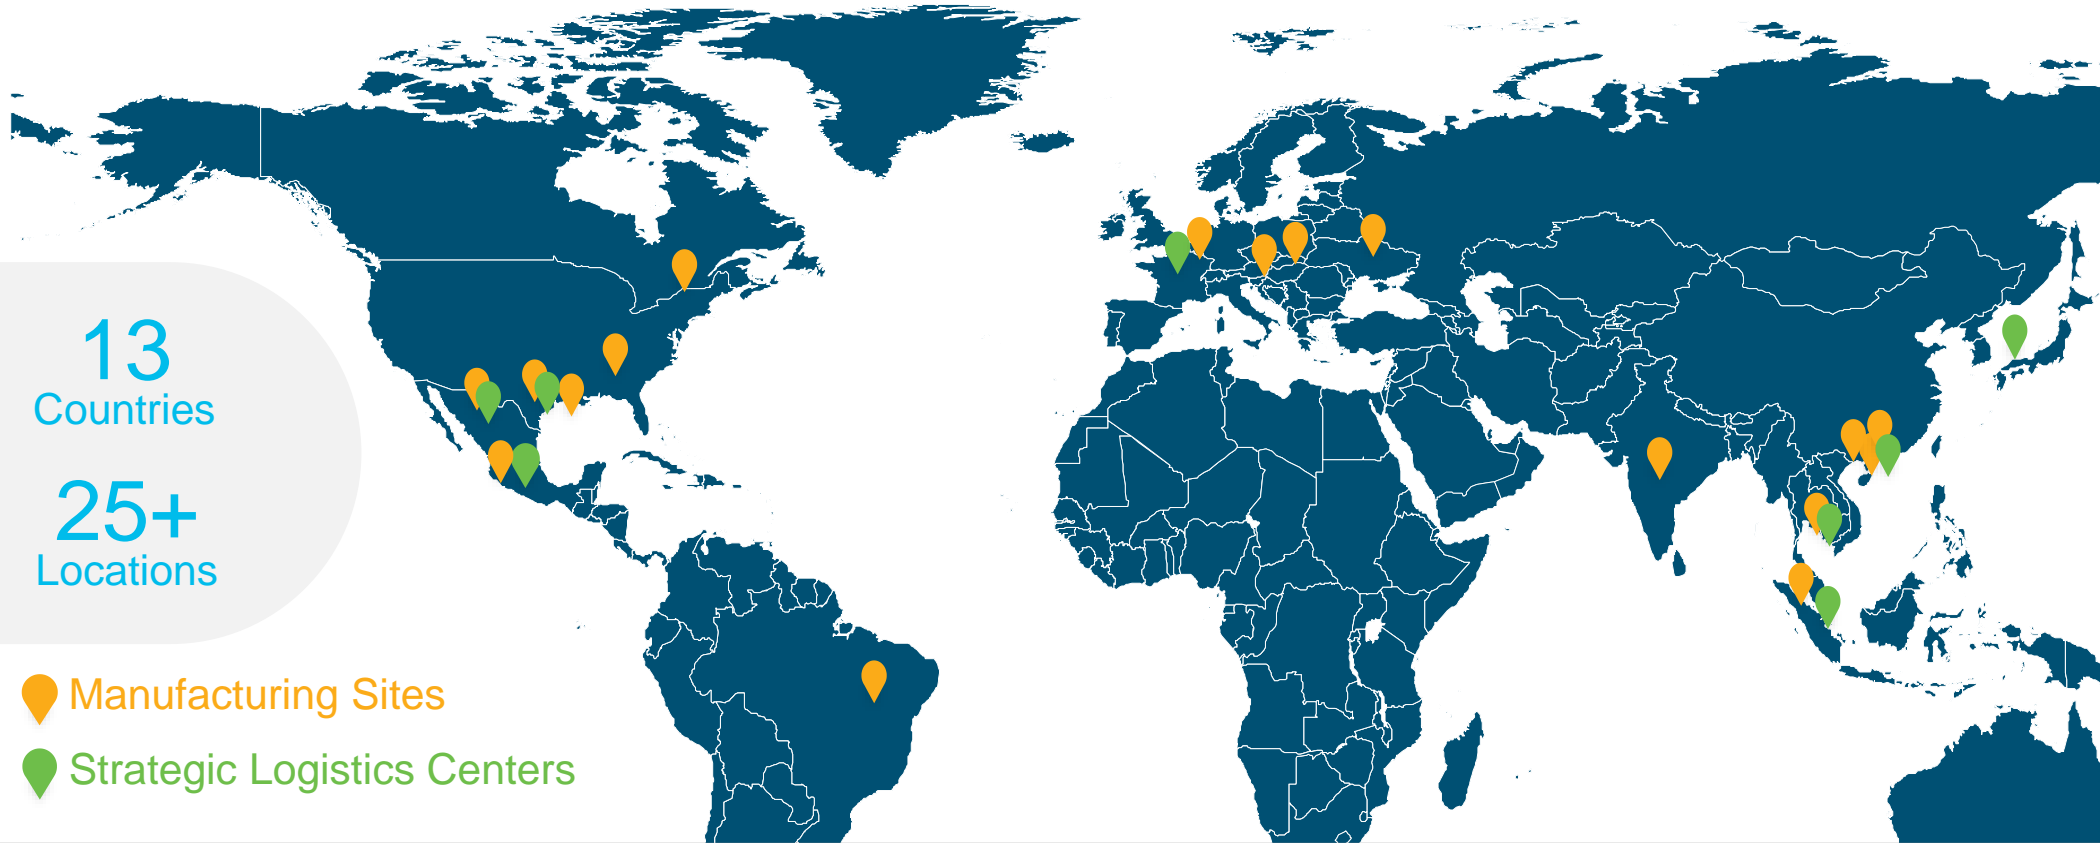 13
Countries
25+
Locations
Manufacturing Sites
Strategic Logistics Centers